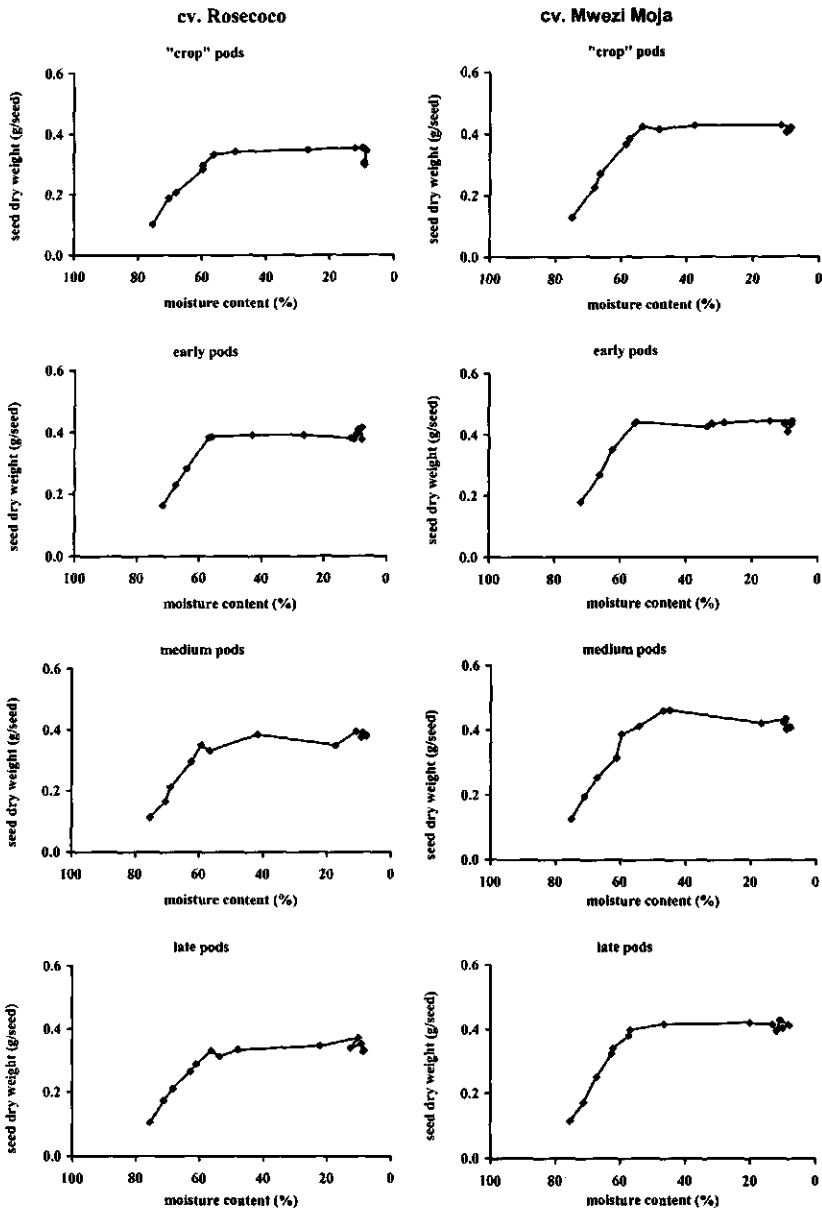 cv. Rosecoco
cv. Mwezi Moja
"crop" pods
"crop" pods
seed dry weight (g/seed)
0.6
0.4
0.2
0.0
100 80 60 40 20 0
moisture content (%)
seed dry weight (g/seed)
0.6
0.4
0.2
0.0
100 80 60 40 20 0
moisture content (%)
early pods
early pods
seed dry weight (g/seed)
0.6
0.4
0.2
0.0
100 80 60 40 20 0
moisture content (%)
seed dry weight (g/seed)
0.6
0.4
0.2
0.0
100 80 60 40 20 0
moisture content (%)
medium pods
medium pods
seed dry weight (g/seed)
0.6
0.4
0.2
0.0
100 80 60 40 20 0
moisture content (%)
seed dry weight (g/seed)
0.6
0.4
0.2
0.0
100 80 60 40 20 0
moisture content (%)
late pods
late pods
seed dry weight (g/seed)
0.6
0.4
0.2
0.0
100 80 60 40 20 0
moisture content (%)
seed dry weight (g/seed)
0.6
0.4
0.2
0.0
100 80 60 40 20 0
moisture content (%)